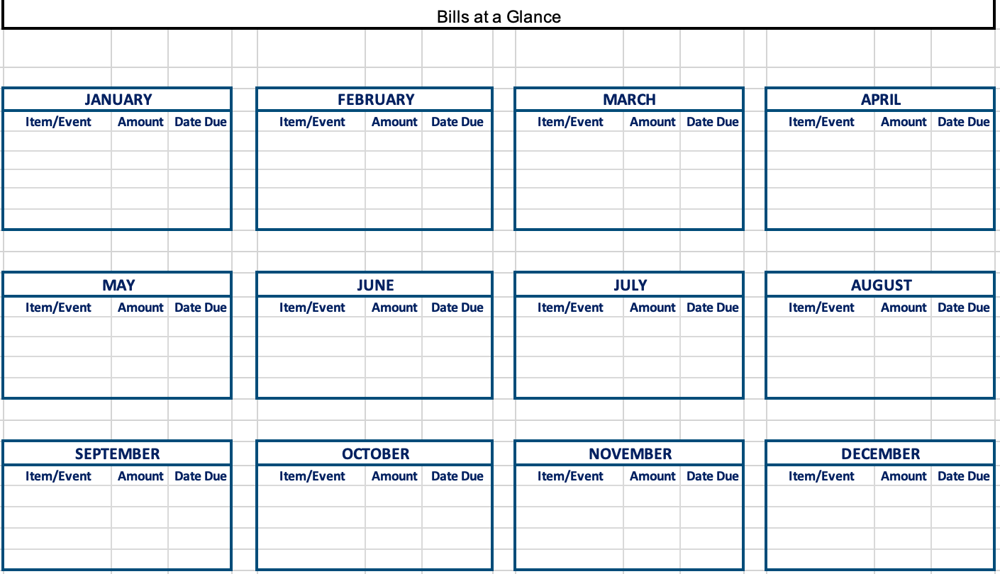 Bills at a Glance
JANUARY FEBRUARY MARCH APRIL
Item/Event Amount Date Due Item/Event Amount Date Due Item/Event Amount Date Due Item/Event Amount Date Due
MAY JUNE JULY AUGUST
Item/Event Amount Date Due Item/Event Amount Date Due Item/Event Amount Date Due Item/Event Amount Date Due
SEPTEMBER OCTOBER NOVEMBER DECEMBER
Item/Event Amount Date Due Item/Event Amount Date Due Item/Event Amount Date Due Item/Event Amount Date Due